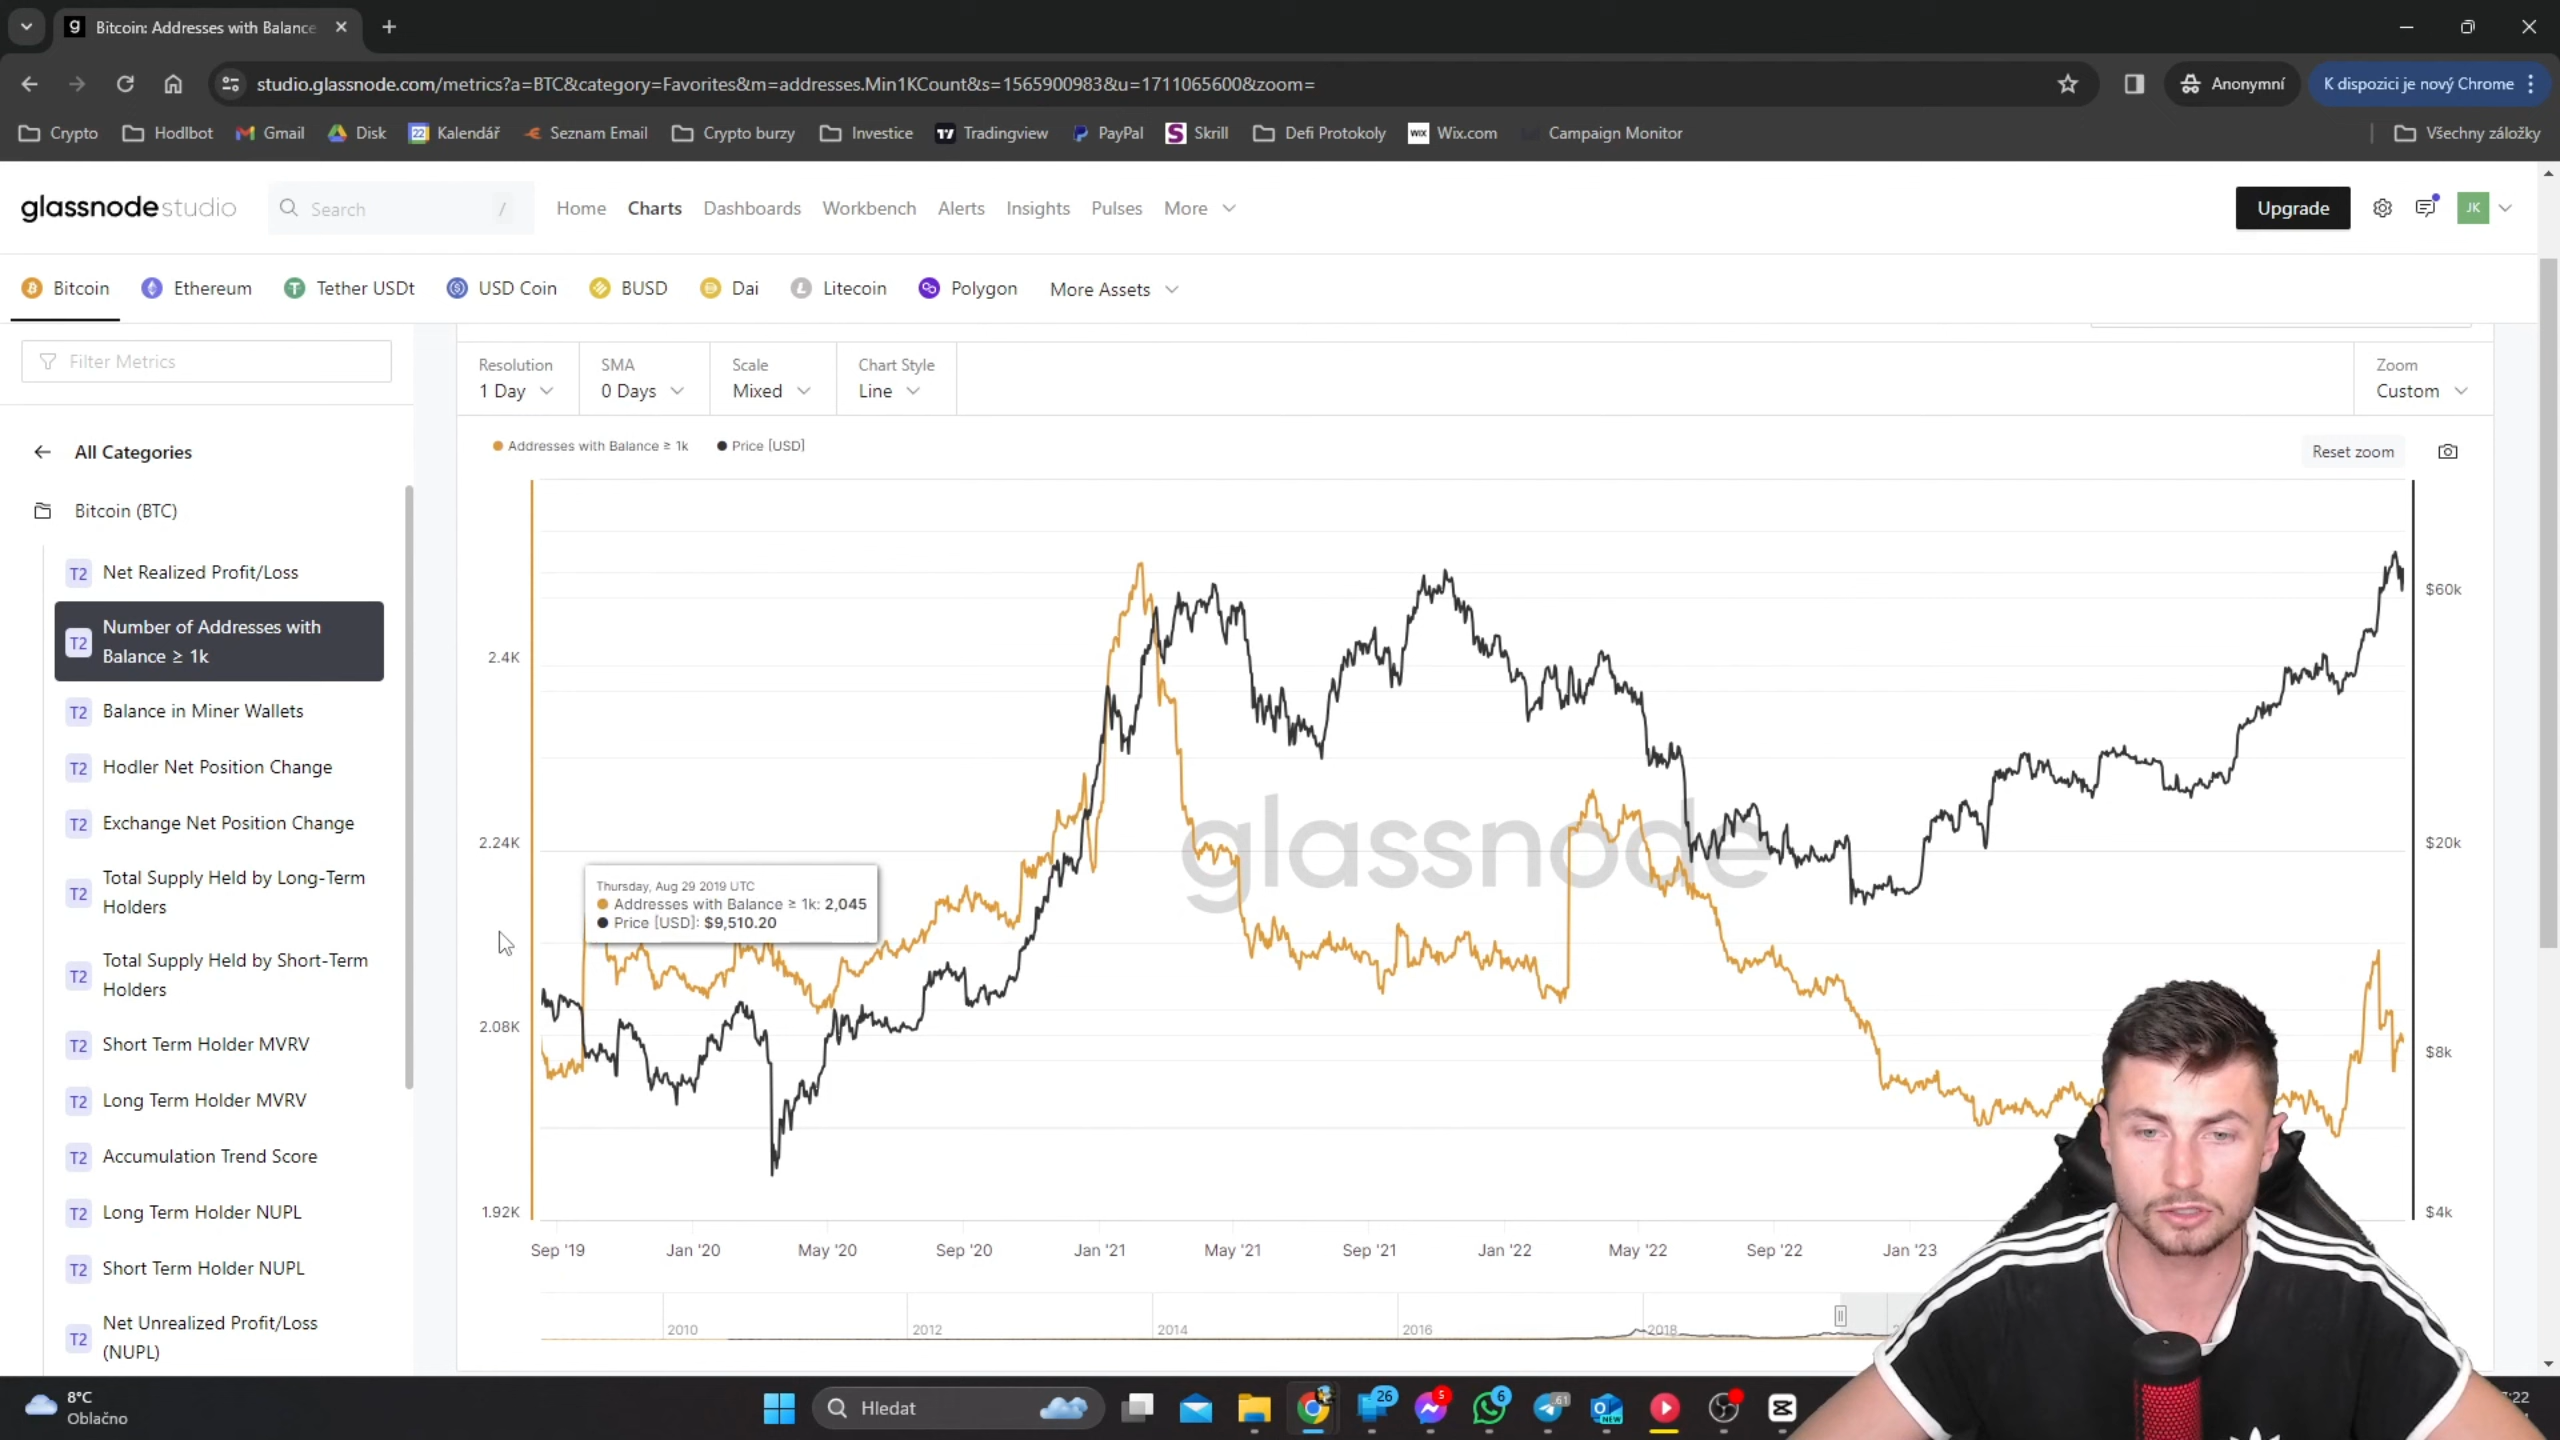 Bitcoin: Addresses with Balance
studio.glassnode.com/metrics?a=BTC&category=Favorites&m=addresses.Min1KCount&s=1565900983&u=1711065600&zoom=
Anonymní
K dispozici je nový Chrome
Crypto
Hodlbot
Gmail
Disk
Kalendář
Seznam Email
Crypto burzy
Investice
Tradingview
PayPal
Skrill
Defi Protokoly
Wix.com
Campaign Monitor
Všechny záložky
glassnodestudio
Search
/
Home
Charts
Dashboards
Workbench
Alerts
Insights
Pulses
More
Upgrade
JK
Bitcoin
Ethereum
Tether USDt
USD Coin
BUSD
Dai
Litecoin
Polygon
More Assets
Filter Metrics
Resolution
1 Day
SMA
0 Days
Scale
Mixed
Chart Style
Line
Zoom
Custom
All Categories
Bitcoin (BTC)
T2 Net Realized Profit/Loss
T2 Number of Addresses with
Balance ≥ 1k
T2 Balance in Miner Wallets
T2 Hodler Net Position Change
T2 Exchange Net Position Change
T2 Total Supply Held by Long-Term
Holders
T2 Total Supply Held by Short-Term
Holders
T2 Short Term Holder MVRV
T2 Long Term Holder MVRV
T2 Accumulation Trend Score
T2 Long Term Holder NUPL
T2 Short Term Holder NUPL
T2 Net Unrealized Profit/Loss
(NUPL)
Addresses with Balance ≥ 1k
Price [USD]
Reset zoom
2.4K
2.24K
2.08K
1.92K
$60k
$20k
$8k
$4k
glassnode
Thursday, Aug 29 2019 UTC
Addresses with Balance ≥ 1k: 2,045
Price [USD]: $9,510.20
Sep '19
Jan '20
May '20
Sep '20
Jan '21
May '21
Sep '21
Jan '22
May '22
Sep '22
Jan '23
2010
2012
2014
2016
2018
8°C
Oblačno
Hledat
26
5
6
61
NEW
:22